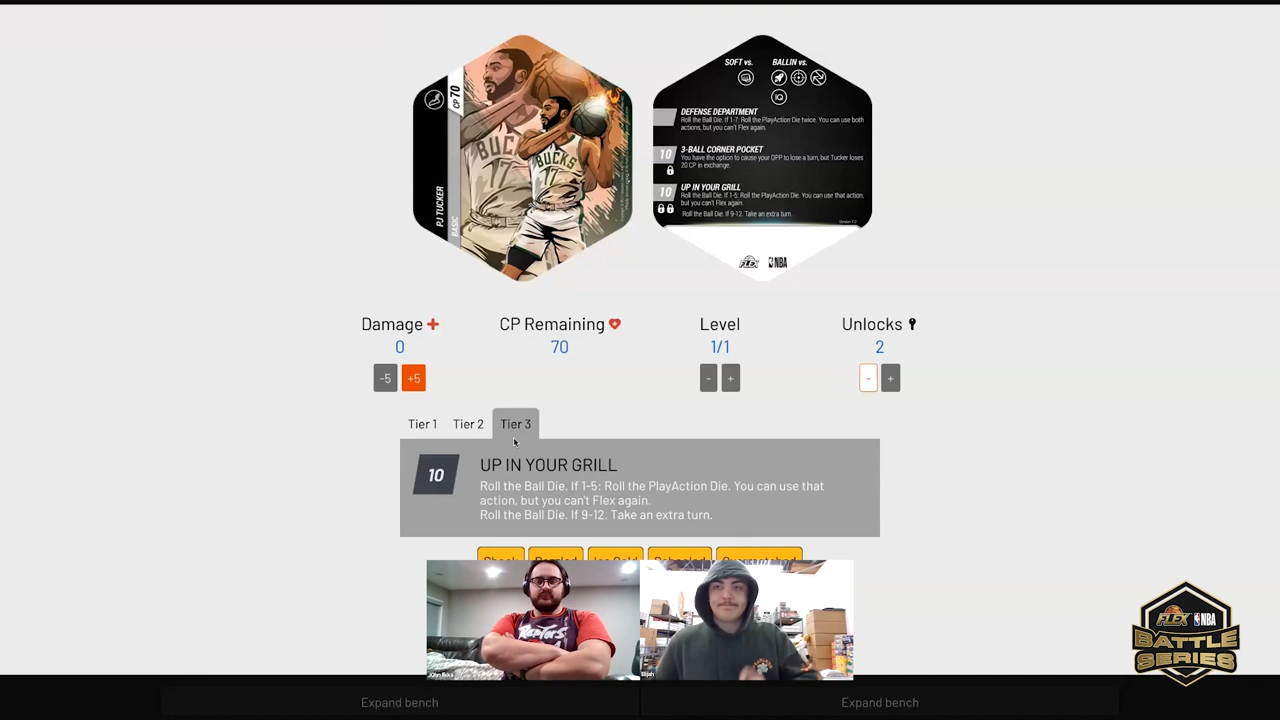 CP 70
PJ TUCKER
BASIC
BUCKS
17
BUCKS
17
SOFT vs.
BALLIN vs.
IQ
DEFENSE DEPARTMENT
Roll the Ball Die. If 1-7: Roll the PlayAction Die twice. You can use both
actions, but you can't Flex again.
10
3-BALL CORNER POCKET
You have the option to cause your OPP to lose a turn, but Tucker loses
20 CP in exchange.
10
UP IN YOUR GRILL
Roll the Ball Die. If 1-5: Roll the PlayAction Die. You can use that action,
but you can't Flex again.
Roll the Ball Die. If 9-12. Take an extra turn.
FLEX NBA
Damage
CP Remaining
Level
Unlocks
0
70
1/1
2
-5
+5
-
+
-
+
Tier 1
Tier 2
Tier 3
10
UP IN YOUR GRILL
Roll the Ball Die. If 1-5: Roll the PlayAction Die. You can use that
action, but you can't Flex again.
Roll the Ball Die. If 9-12. Take an extra turn.
RAPTORS
Elijah
FLEX NBA
BATTLE
SERIES
Expand bench
Expand bench